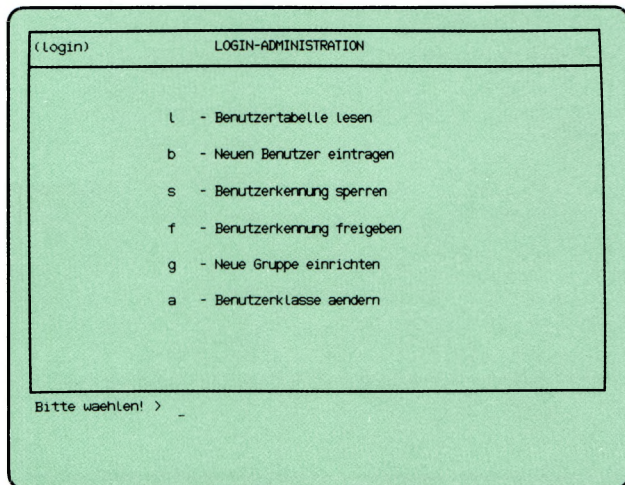 (login) LOGIN-ADMINISTRATION
l - Benutzertabelle lesen
b - Neuen Benutzer eintragen
s - Benutzerkennung sperren
f - Benutzerkennung freigeben
g - Neue Gruppe einrichten
a - Benutzerklasse aendern
Bitte waehlen! > _